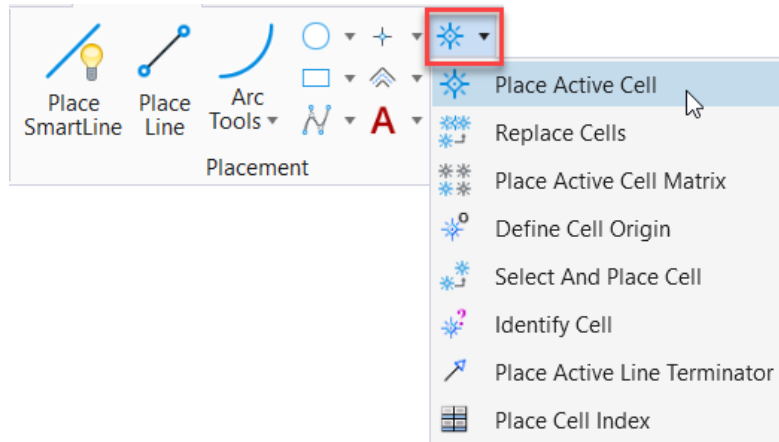 Place
SmartLine
Place
Line
Arc
Tools
A
Placement
Place Active Cell
Replace Cells
Place Active Cell Matrix
Define Cell Origin
Select And Place Cell
Identify Cell
Place Active Line Terminator
Place Cell Index